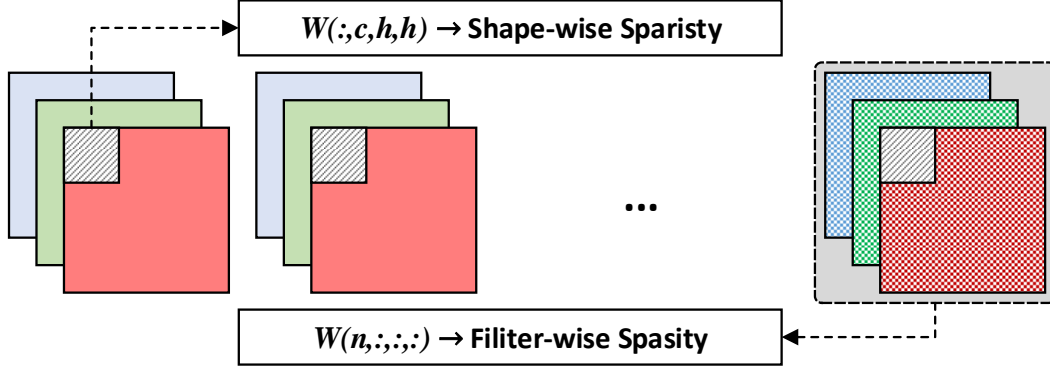 W(:,c,h,h) → Shape-wise Sparisty
...
W(n,:,:,:) → Filiter-wise Spasity